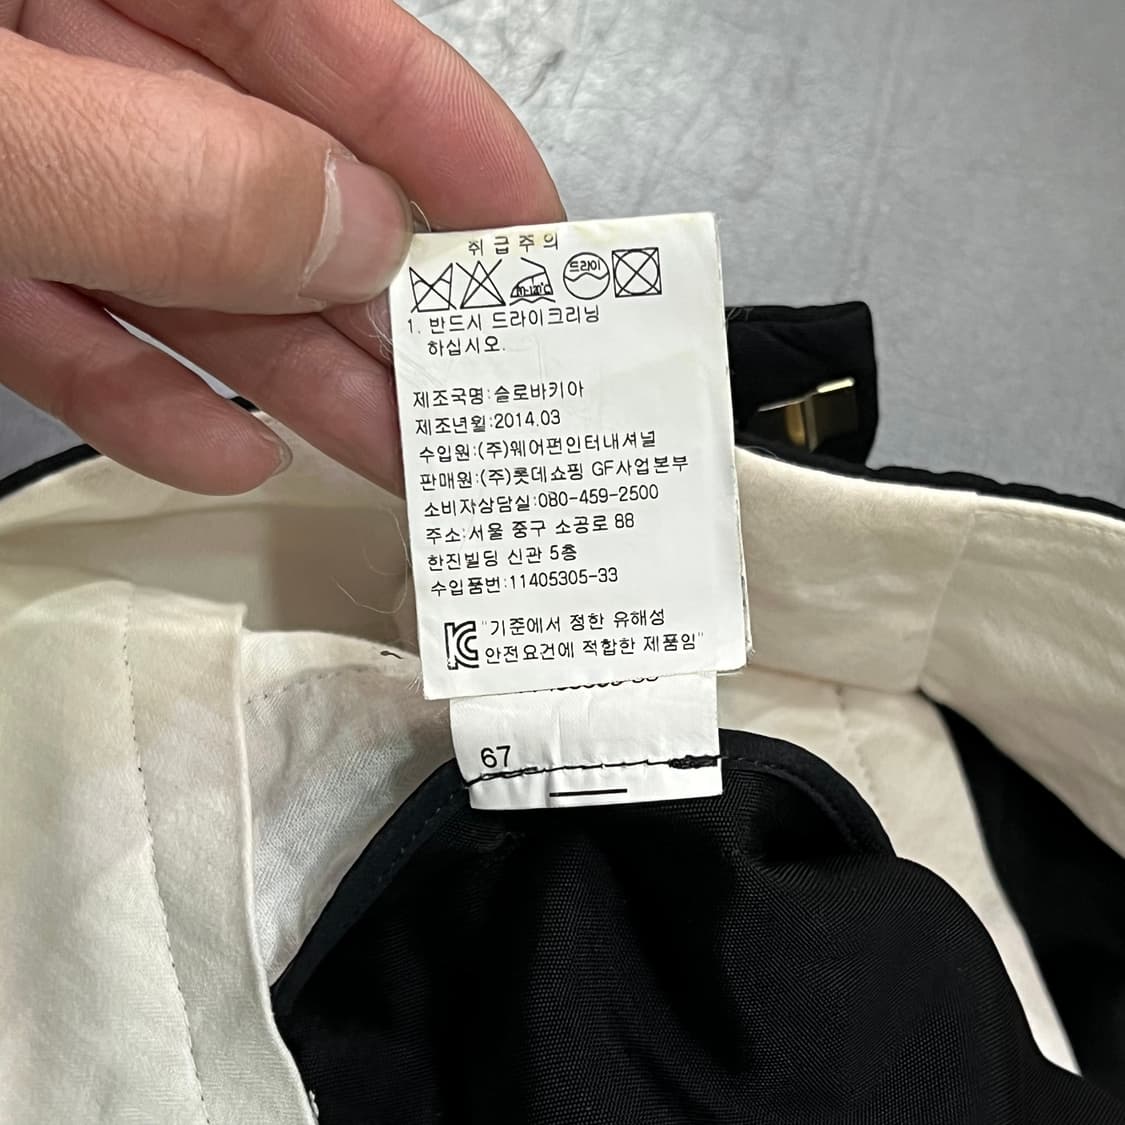 취급주의
m-120℃
드라이
1. 반드시 드라이크리닝
하십시오.
제조국명:슬로바키아
제조년월:2014.03
수입원:(주)웨어펀인터내셔널
판매원:(주)롯데쇼핑 GF사업본부
소비자상담실:080-459-2500
주소:서울 중구 소공로 88
한진빌딩 신관 5층
수입품번:11405305-33
KC "기준에서 정한 유해성
안전요건에 적합한 제품임"
67